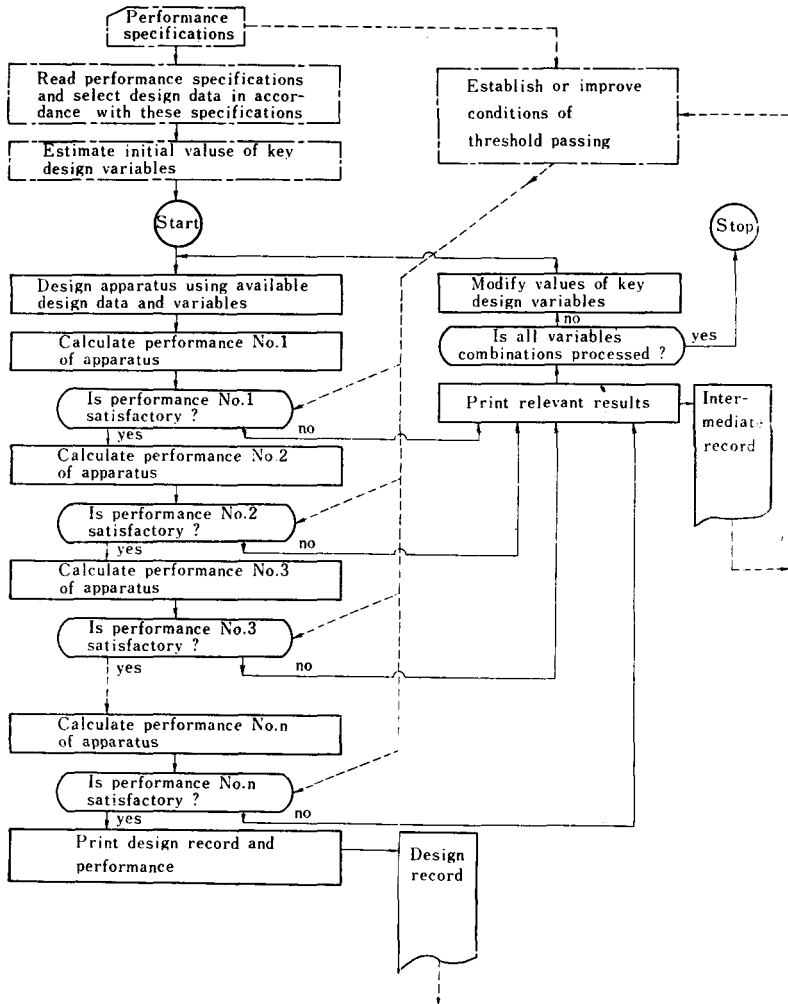 Performance
specifications
Read performance specifications
and select design data in accor-
dance with these specifications
Estimate initial valuse of key
design variables
Establish or improve
conditions of
threshold passing
Start
Stop
Design apparatus using available
design data and variables
Modify values of key
design variables
no
Calculate performance No.1
of apparatus
Is all variables
combinations processed ?
yes
Is performance No.1
satisfactory ?
yes
no
Print relevant results
Inter-
mediate
record
Calculate performance No.2
of apparatus
Is performance No.2
satisfactory ?
yes
no
Calculate performance No.3
of apparatus
Is performance No.3
satisfactory ?
yes
no
Calculate performance No.n
of apparatus
Is performance No.n
satisfactory ?
yes
no
Print design record and
performance
Design
record